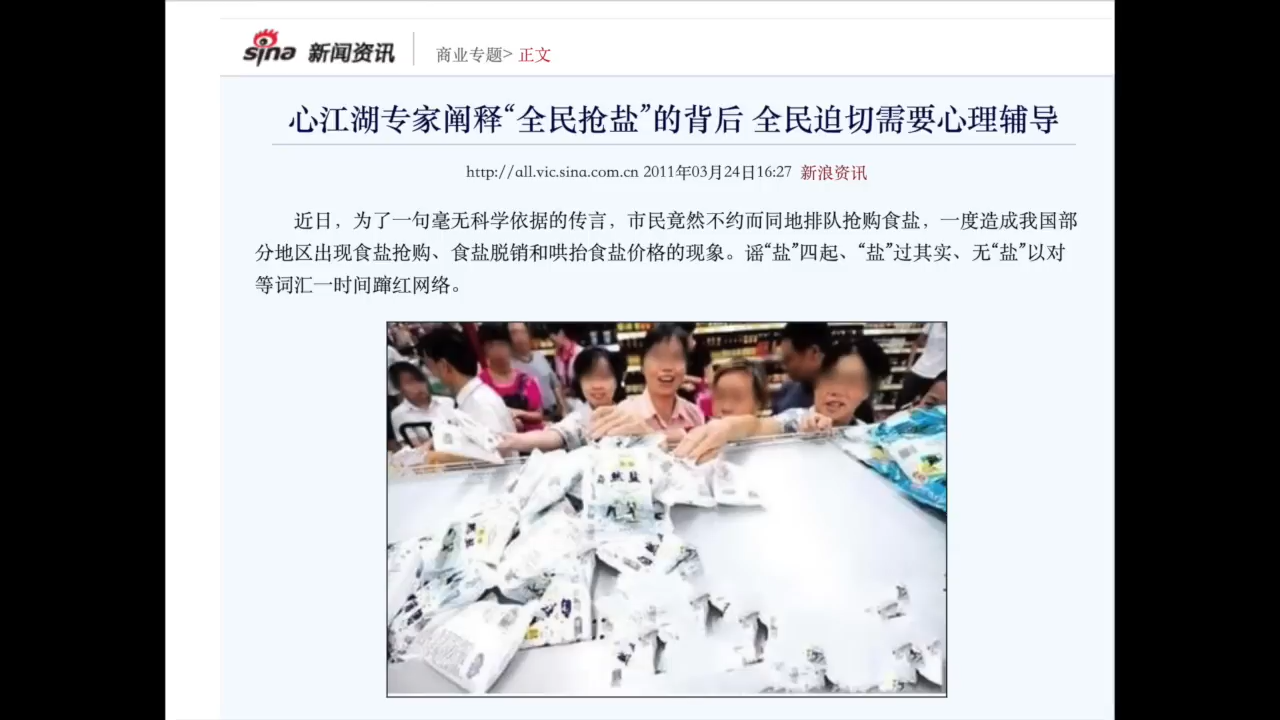 sina 新闻资讯 商业专题> 正文
心江湖专家阐释“全民抢盐”的背后 全民迫切需要心理辅导
http://all.vic.sina.com.cn 2011年03月24日16:27 新浪资讯
近日，为了一句毫无科学依据的传言，市民竟然不约而同地排队抢购食盐，一度造成我国部
分地区出现食盐抢购、食盐脱销和哄抬食盐价格的现象。谣“盐”四起、“盐”过其实、无“盐”以对
等词汇一时间蹿红网络。